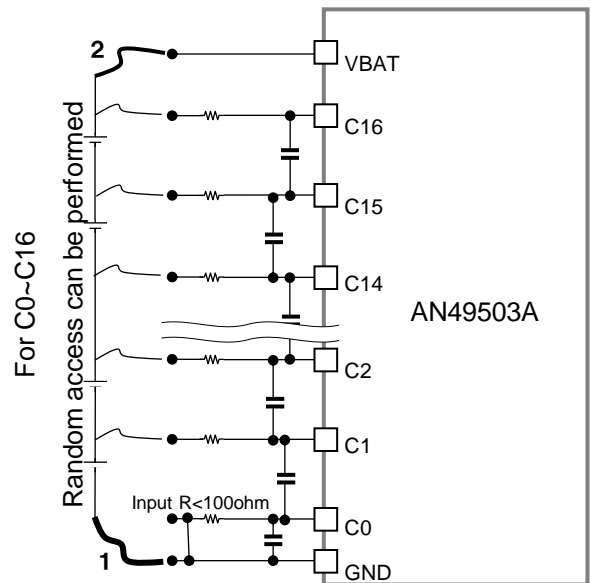 2
VBAT
C16
C15
C14
C2
C1
C0
GND
AN49503A
Input R<100ohm
1
For C0~C16
Random access can be performed